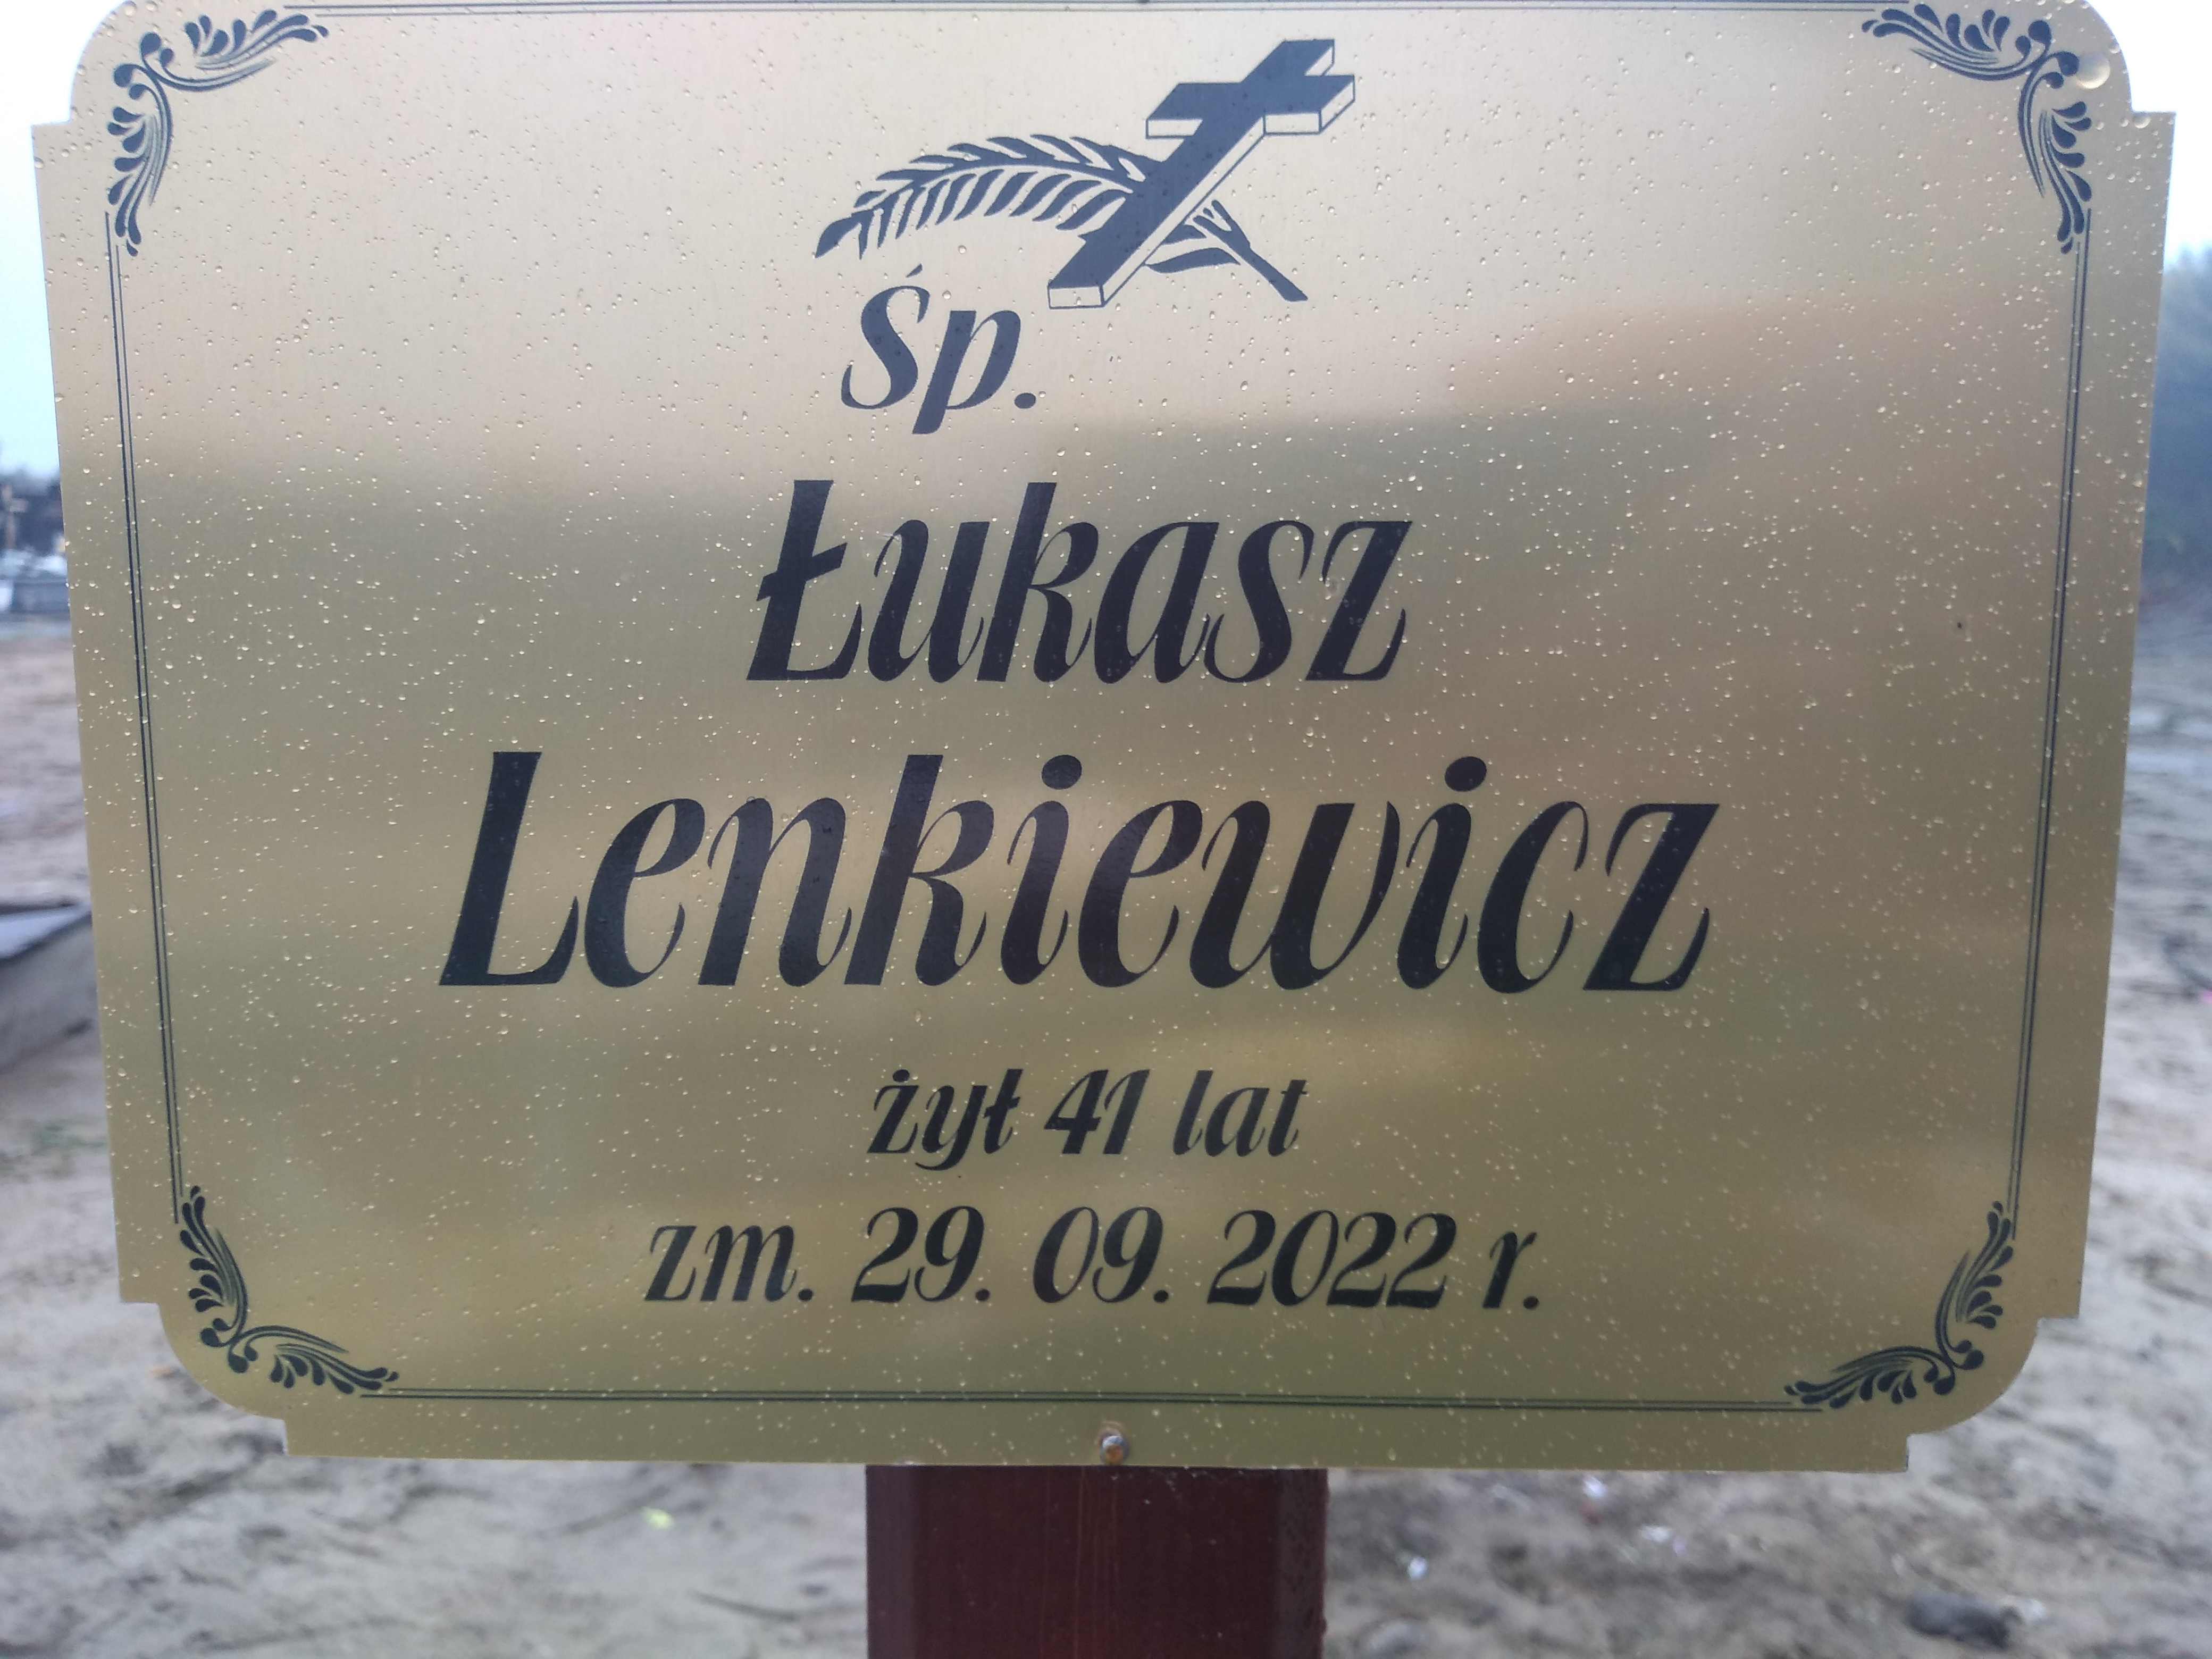 Śp.
Łukasz
Lenkiewicz
żył 41 lat
zm. 29. 09. 2022 r.